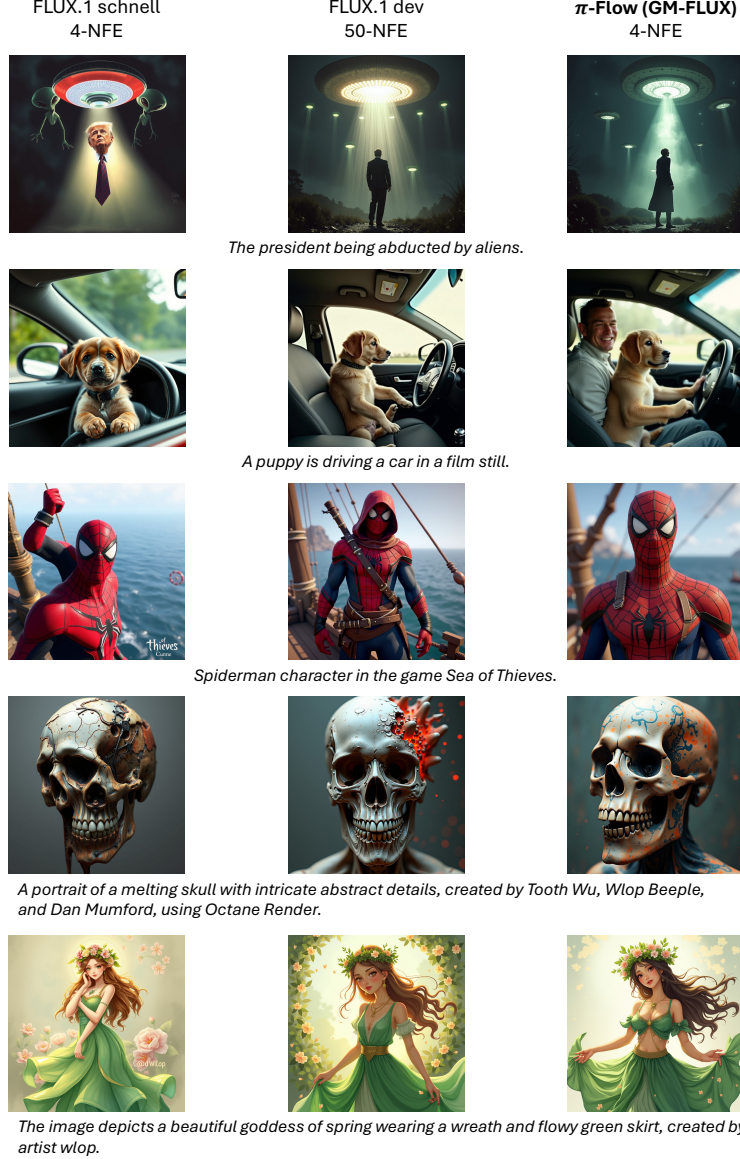 FLUX.1 schnell
4-NFE
FLUX.1 dev
50-NFE
π-Flow (GM-FLUX)
4-NFE
The president being abducted by aliens.
A puppy is driving a car in a film still.
of
Thieves
Spiderman character in the game Sea of Thieves.
A portrait of a melting skull with intricate abstract details, created by Tooth Wu, Wlop Beeple,
and Dan Mumford, using Octane Render.
The image depicts a beautiful goddess of spring wearing a wreath and flowy green skirt, created by
artist wlop.